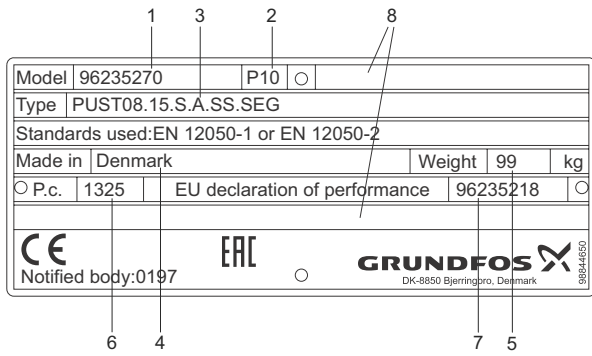 1 2 3 8
Model 96235270 P10
Type PUST08.15.S.A.SS.SEG
Standards used:EN 12050-1 or EN 12050-2
Made in Denmark Weight 99 kg
P.c. 1325 EU declaration of performance 96235218
CE EAC GRUNDFOS
Notified body:0197 DK-8850 Bjerringbro, Denmark
98844650
6 4 7 5